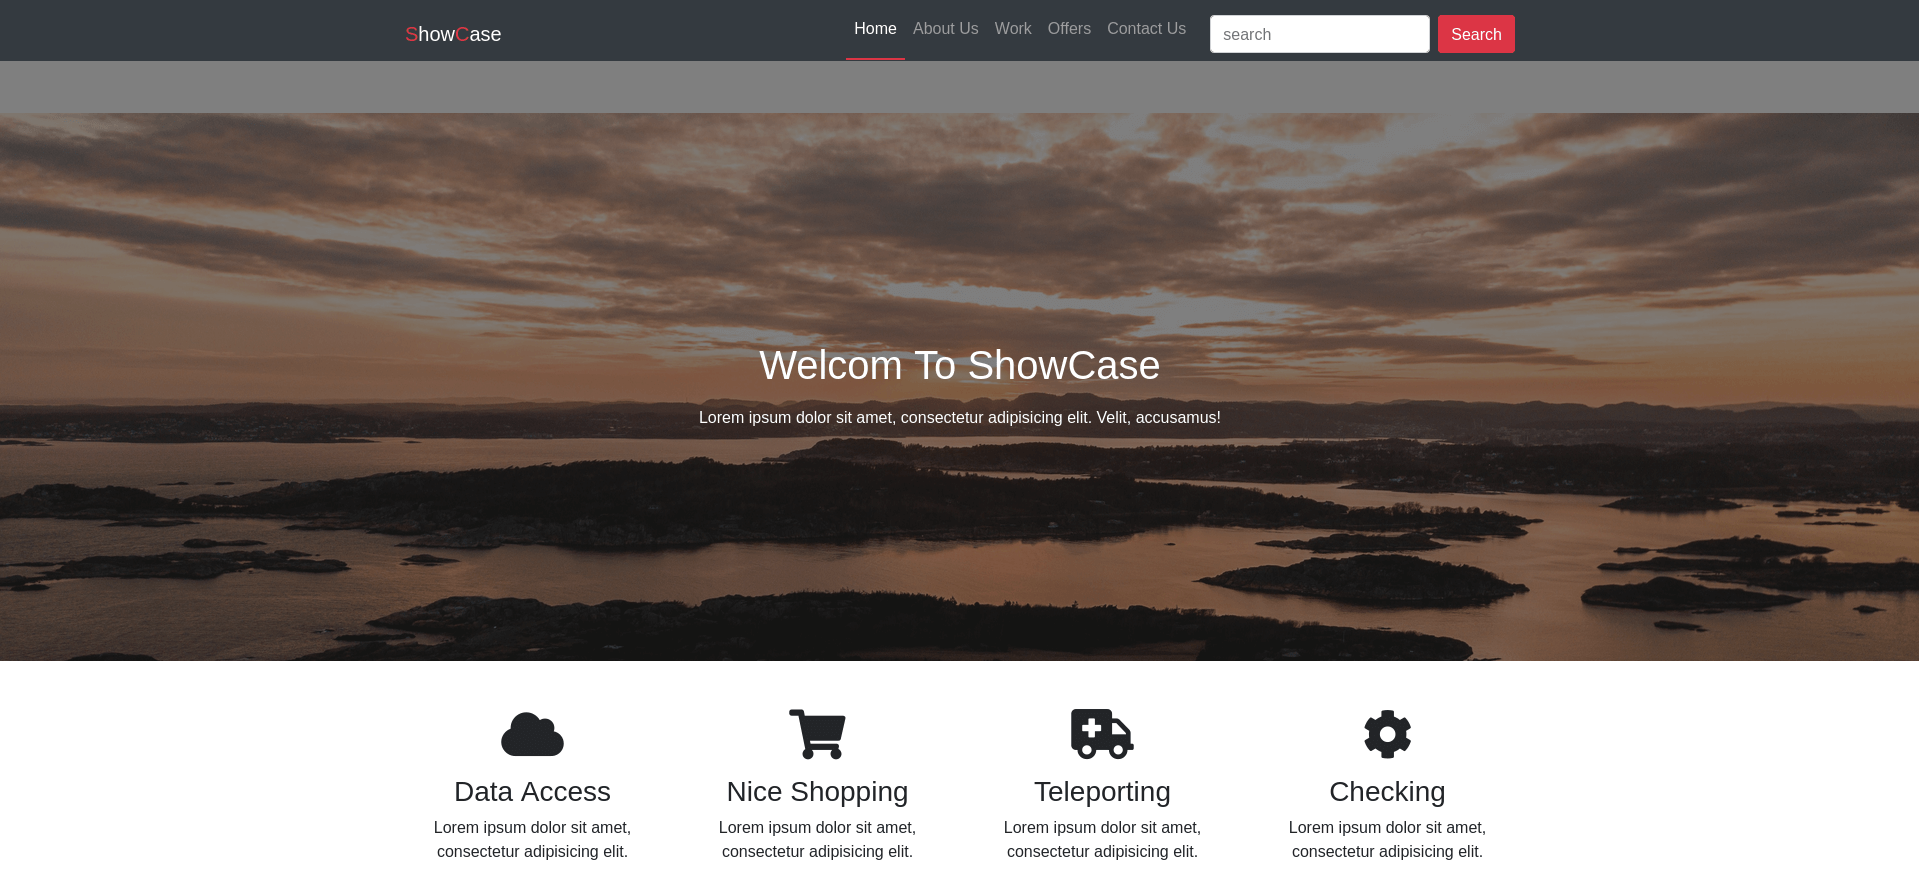 ShowCase
Home About Us Work Offers Contact Us search Search
Welcom To ShowCase
Lorem ipsum dolor sit amet, consectetur adipisicing elit. Velit, accusamus!
Data Access
Lorem ipsum dolor sit amet,
consectetur adipisicing elit.
Nice Shopping
Lorem ipsum dolor sit amet,
consectetur adipisicing elit.
Teleporting
Lorem ipsum dolor sit amet,
consectetur adipisicing elit.
Checking
Lorem ipsum dolor sit amet,
consectetur adipisicing elit.